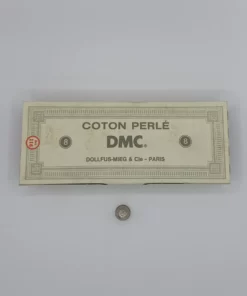 COTON PERLÉ
8 DMC® 8
DOLLFUS-MIEG & Cie - PARIS